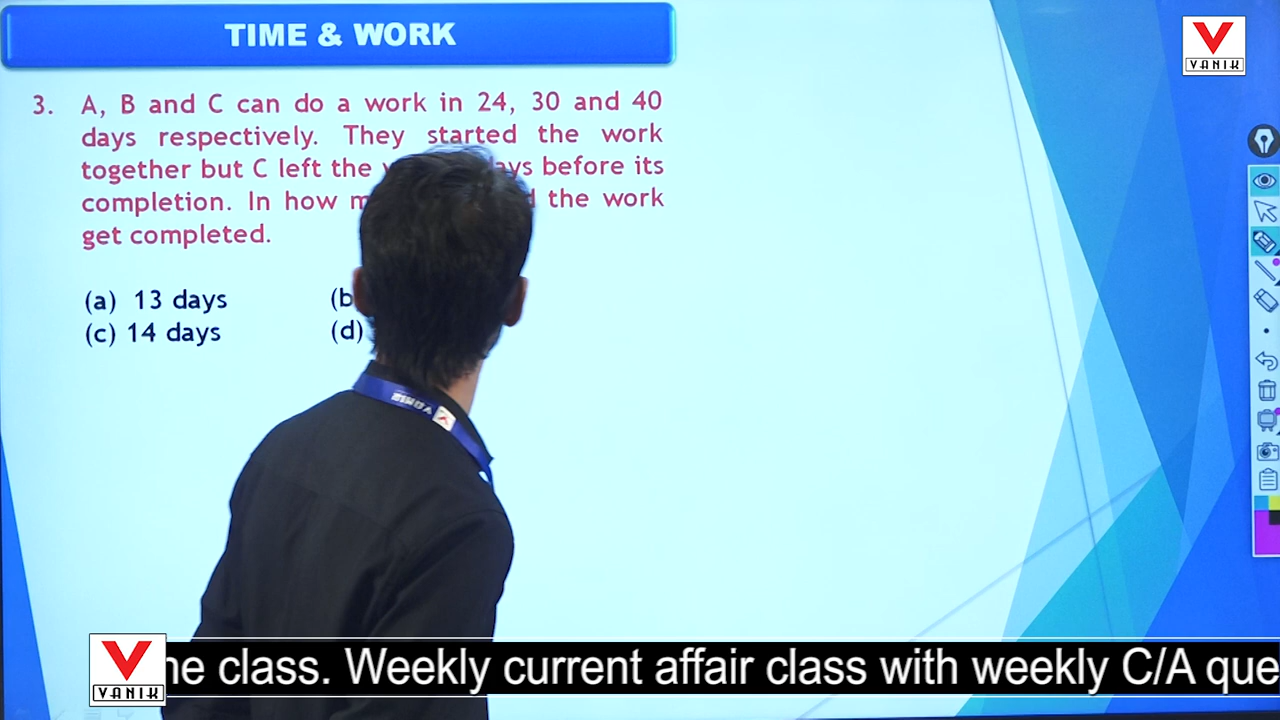 TIME & WORK
VANIK
3. A, B and C can do a work in 24, 30 and 40
days respectively. They started the work
together but C left the before its
completion. In how the work
get completed.
(a) 13 days (b
(c) 14 days (d)
VANIK
class. Weekly current affair class with weekly C/A